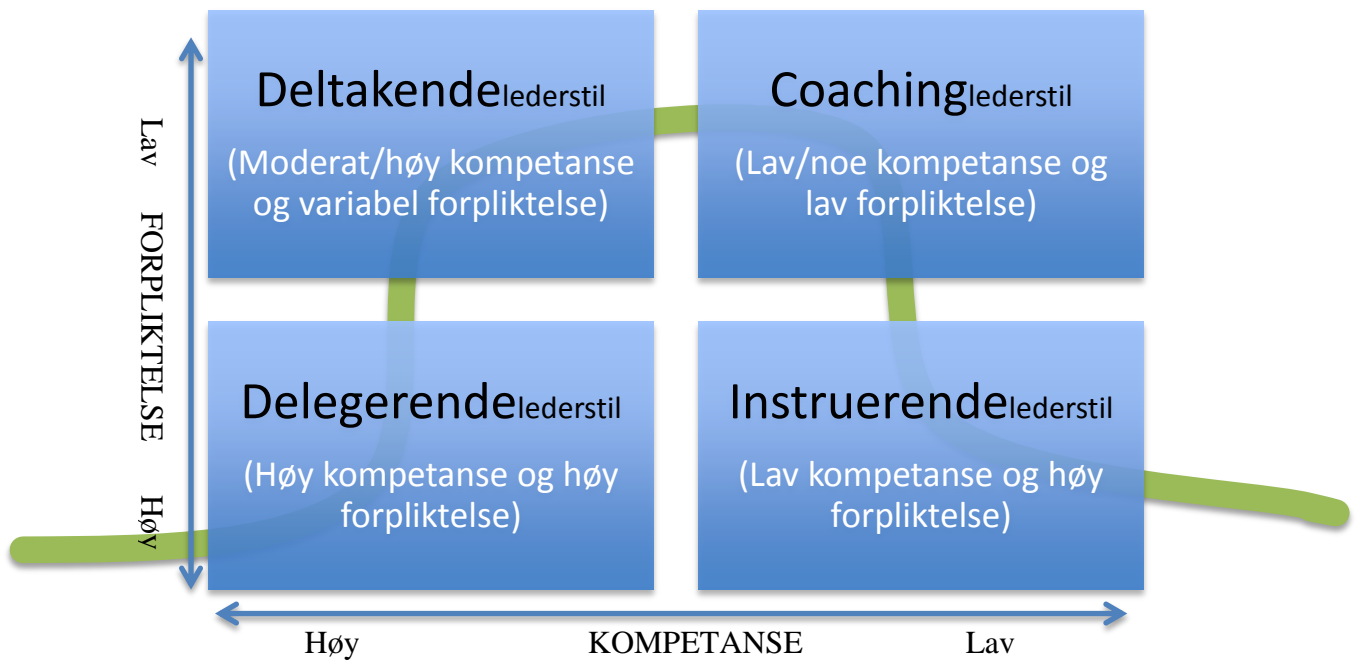 Deltakendelederstil
(Moderat/høy kompetanse
og variabel forpliktelse)
Coachinglederstil
(Lav/noe kompetanse og
lav forpliktelse)
Delegerendelederstil
(Høy kompetanse og høy
forpliktelse)
Instruerendelederstil
(Lav kompetanse og høy
forpliktelse)
Lav FORPLIKTELSE Høy
Høy KOMPETANSE Lav